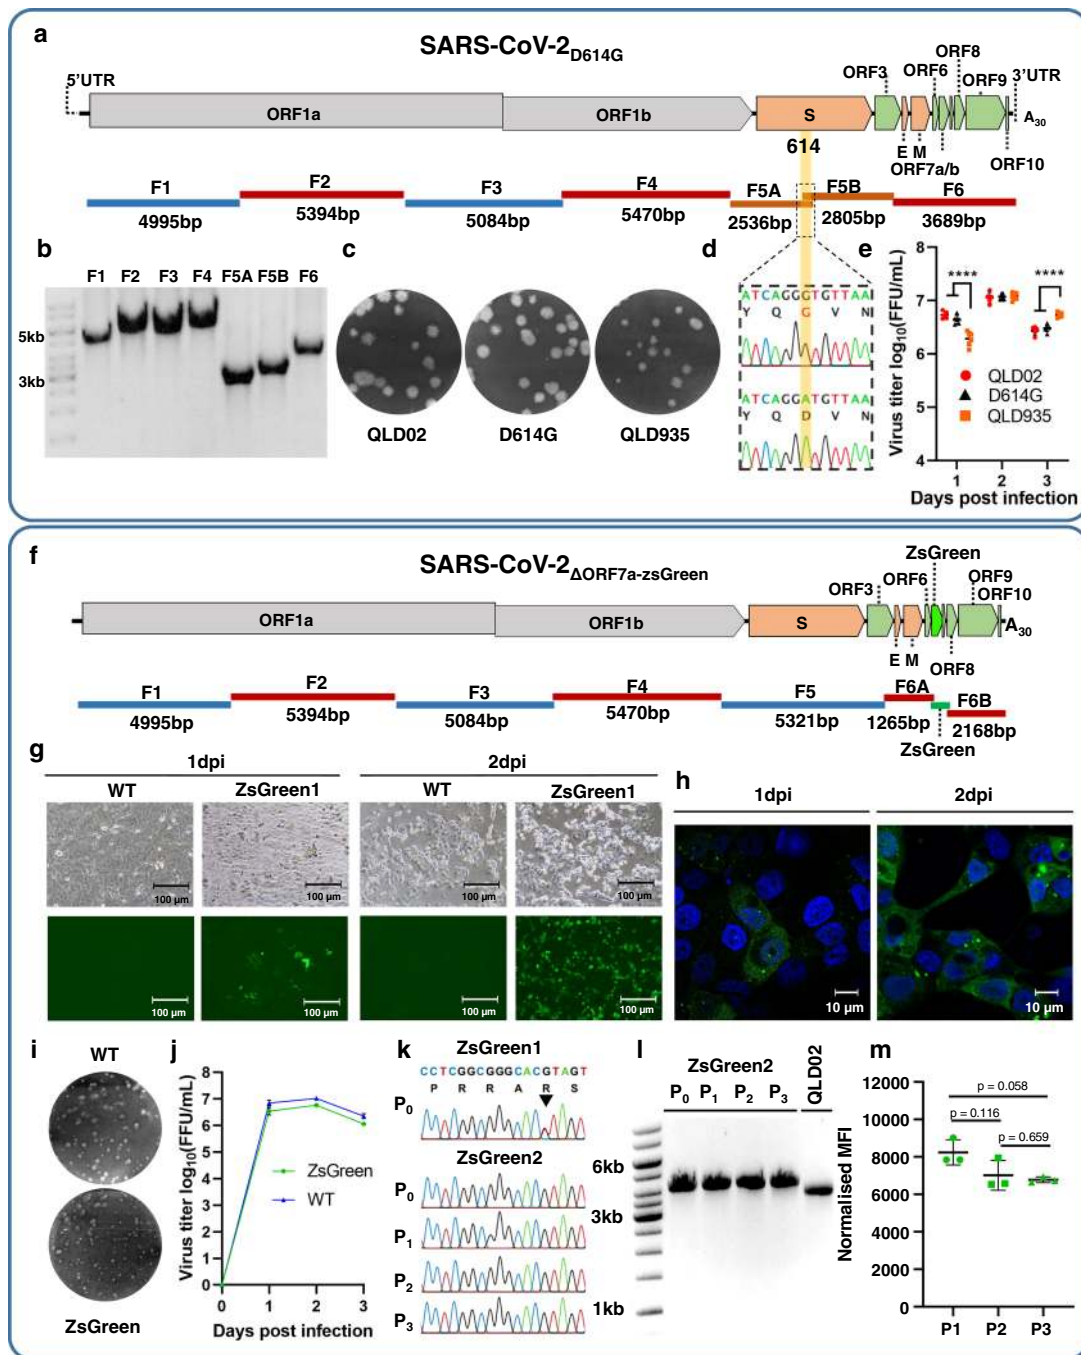 a
SARS-CoV-2D614G
5'UTR
ORF3
ORF6
ORF8
ORF9
3'UTR
ORF1a
ORF1b
S
A30
614
E M
ORF7a/b
ORF10
F1
F2
F3
F4
F5A
F5B
F6
4995bp
5394bp
5084bp
5470bp
2536bp
2805bp
3689bp
b
F1 F2 F3 F4 F5A F5B F6
5kb
3kb
c
QLD02
D614G
QLD935
d
ATCAGGGTGTTAA
Y Q G V N
ATCAGGATGTTAA
Y Q D V N
e
Virus titer log10(FFU/mL)
8
7
6
5
4
****
****
QLD02
D614G
QLD935
1 2 3
Days post infection
f
SARS-CoV-2ΔORF7a-zsGreen
ZsGreen
ORF3
ORF6
ORF9
ORF10
ORF1a
ORF1b
S
A30
E M
ORF8
F1
F2
F3
F4
F5
F6A
F6B
4995bp
5394bp
5084bp
5470bp
5321bp
1265bp
2168bp
ZsGreen
g
1dpi
2dpi
WT
ZsGreen1
WT
ZsGreen1
100 µm
100 µm
100 µm
100 µm
100 µm
100 µm
100 µm
100 µm
h
1dpi
2dpi
10 µm
10 µm
i
WT
ZsGreen
j
Virus titer log10(FFU/mL)
8
7
6
5
4
3
2
1
0
ZsGreen
WT
0 1 2 3
Days post infection
k
ZsGreen1
CCTCGGCGGGCACGTAGT
P R R A R S
P0
ZsGreen2
P0
P1
P2
P3
l
ZsGreen2
QLD02
P0 P1 P2 P3
6kb
3kb
1kb
m
Normalised MFI
12000
10000
8000
6000
4000
2000
0
p = 0.058
p = 0.116
p = 0.659
P1 P2 P3